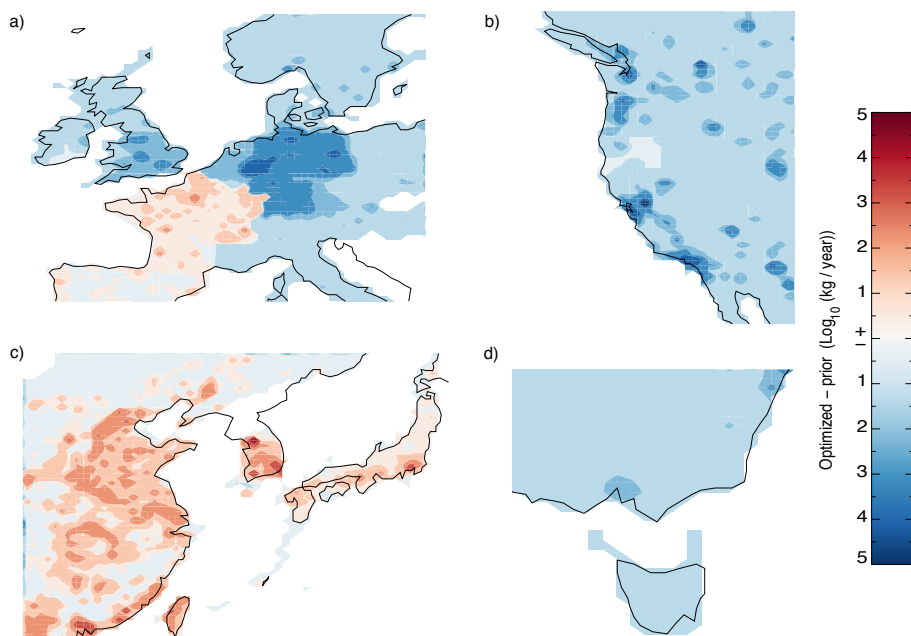 a)
b)
c)
d)
5
4
3
2
1
+
−
1
2
3
4
5
Optimized − prior (Log10 (kg / year))